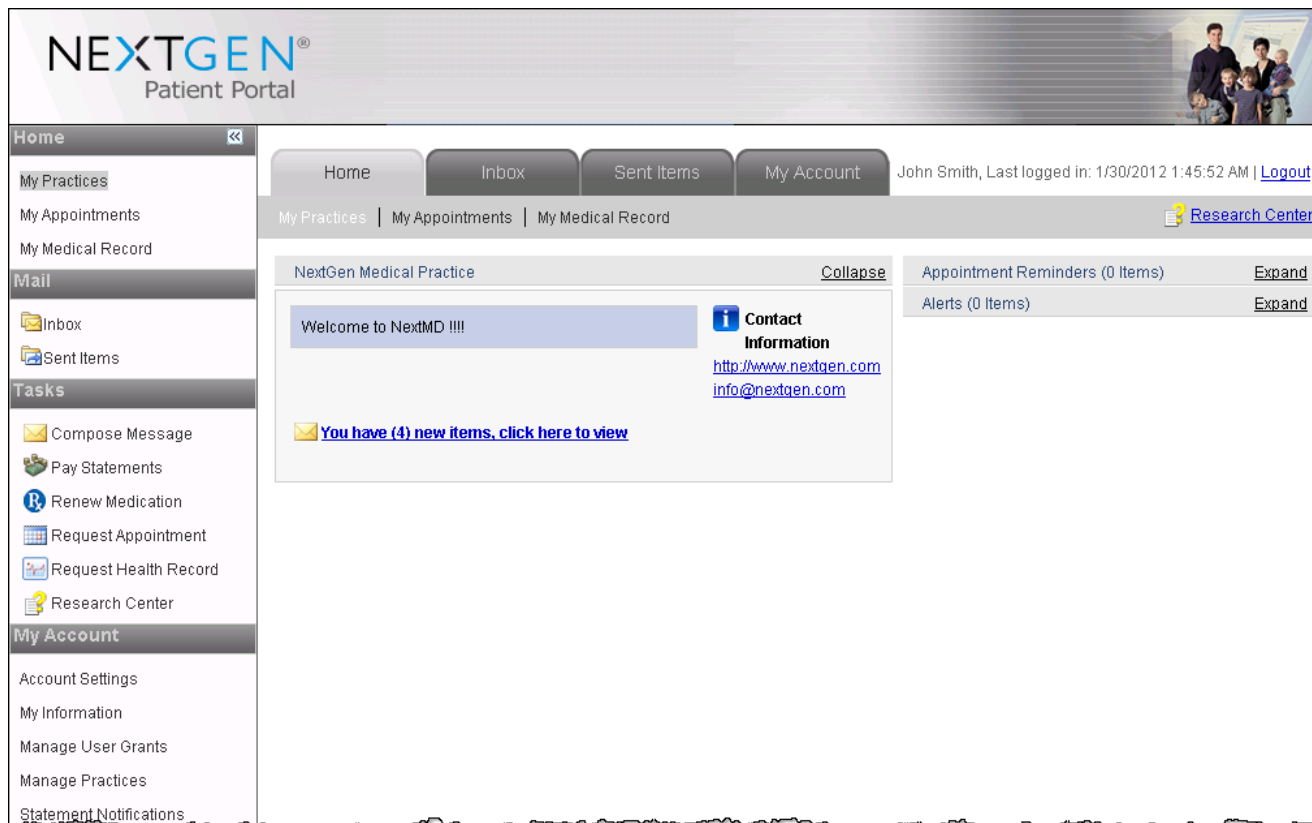 NEXTGEN®
Patient Portal
Home
My Practices
My Appointments
My Medical Record
Mail
Inbox
Sent Items
Tasks
Compose Message
Pay Statements
Renew Medication
Request Appointment
Request Health Record
Research Center
My Account
Account Settings
My Information
Manage User Grants
Manage Practices
Statement Notifications
Home
Inbox
Sent Items
My Account
John Smith, Last logged in: 1/30/2012 1:45:52 AM | Logout
My Practices | My Appointments | My Medical Record
Research Center
NextGen Medical Practice Collapse
Welcome to NextMD !!!!
Contact
Information
http://www.nextgen.com
info@nextgen.com
You have (4) new items, click here to view
Appointment Reminders (0 Items) Expand
Alerts (0 Items) Expand